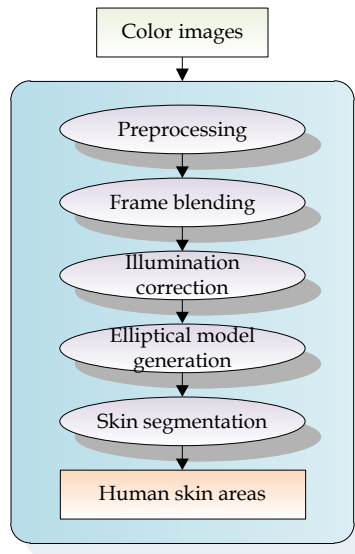 Color images
Preprocessing
Frame blending
Illumination
correction
Elliptical model
generation
Skin segmentation
Human skin areas